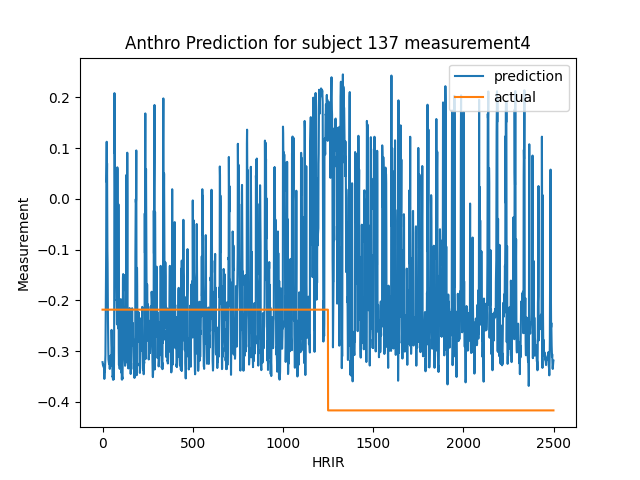 Anthro Prediction for subject 137 measurement4
prediction
actual
0.2
0.1
0.0
−0.1
−0.2
−0.3
−0.4
Measurement
0
500
1000
1500
2000
2500
HRIR